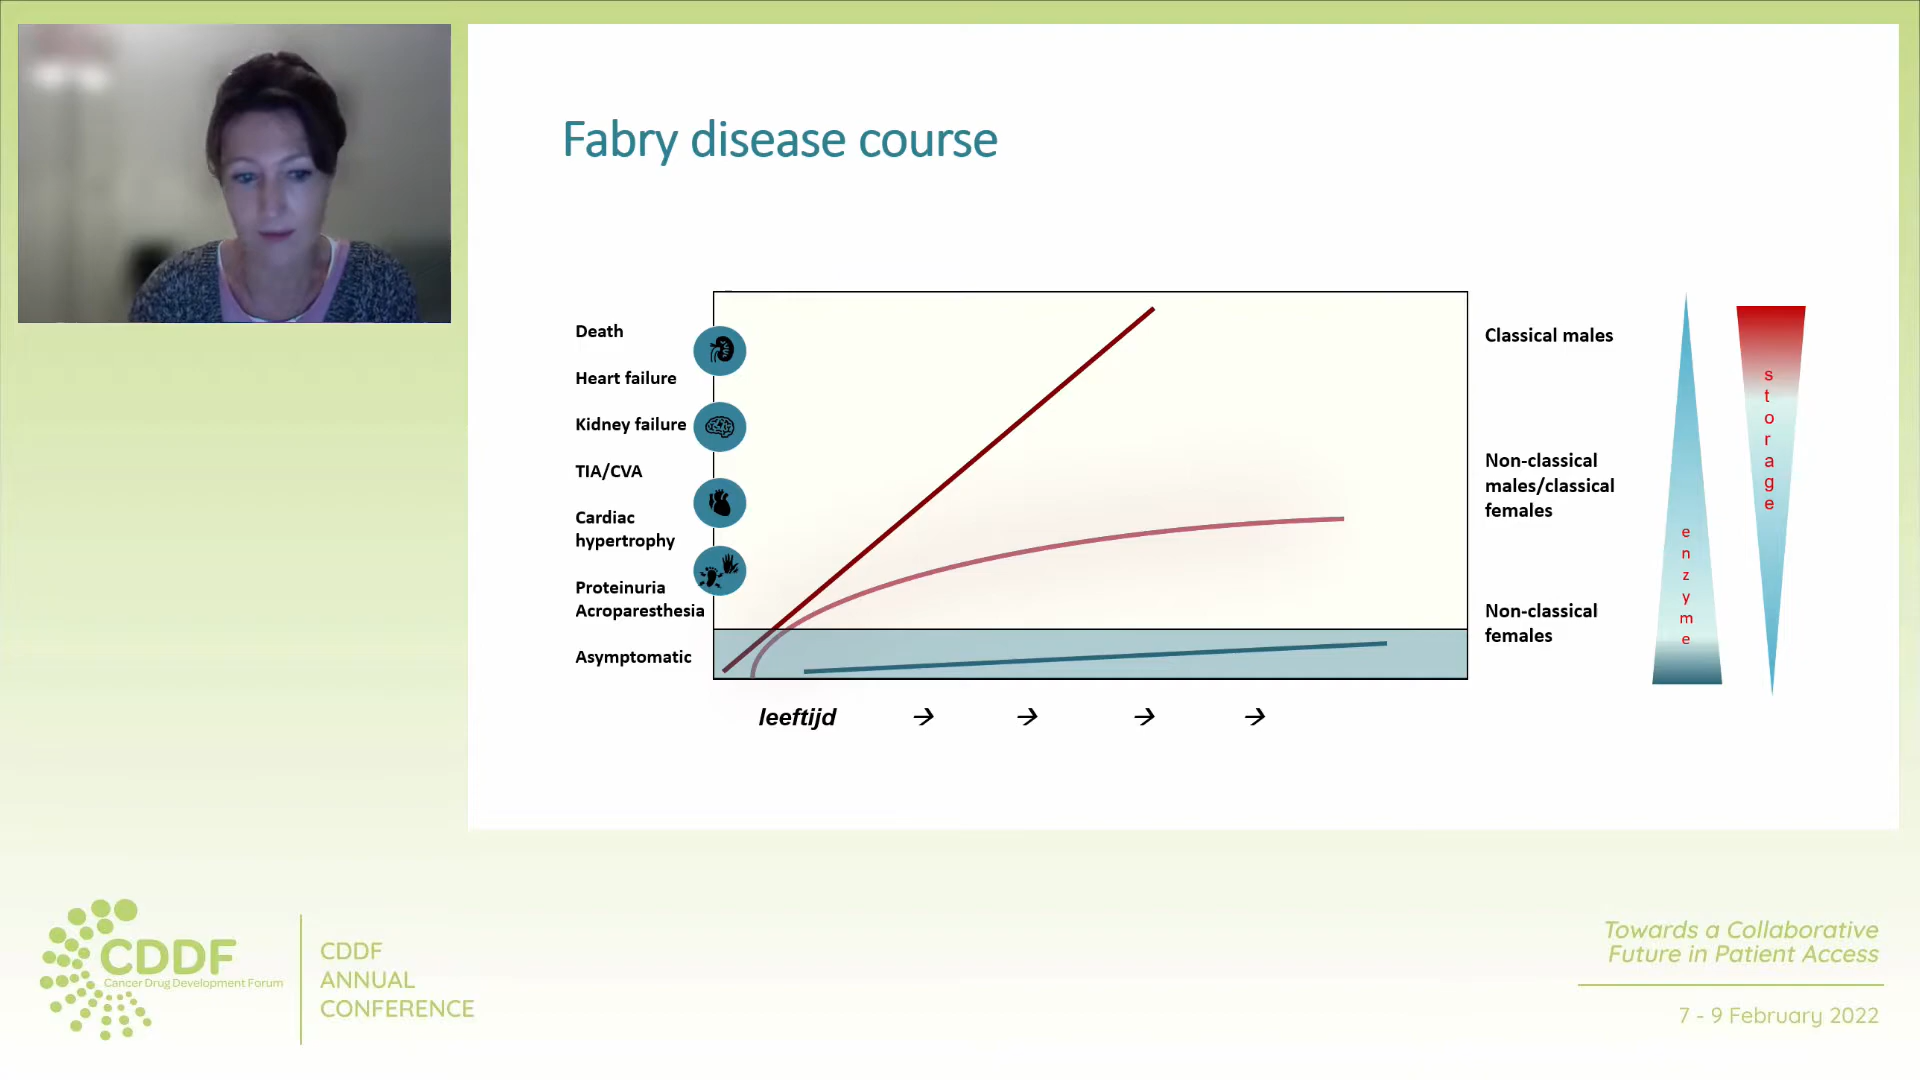 Fabry disease course
Death
Heart failure
Kidney failure
TIA/CVA
Cardiac
hypertrophy
Proteinuria
Acroparesthesia
Asymptomatic
leeftijd → → → →
Classical males
Non-classical
males/classical
females
Non-classical
females
enzyme
storage
CDDF
Cancer Drug Development Forum
CDDF
ANNUAL
CONFERENCE
Towards a Collaborative
Future in Patient Access
7 - 9 February 2022